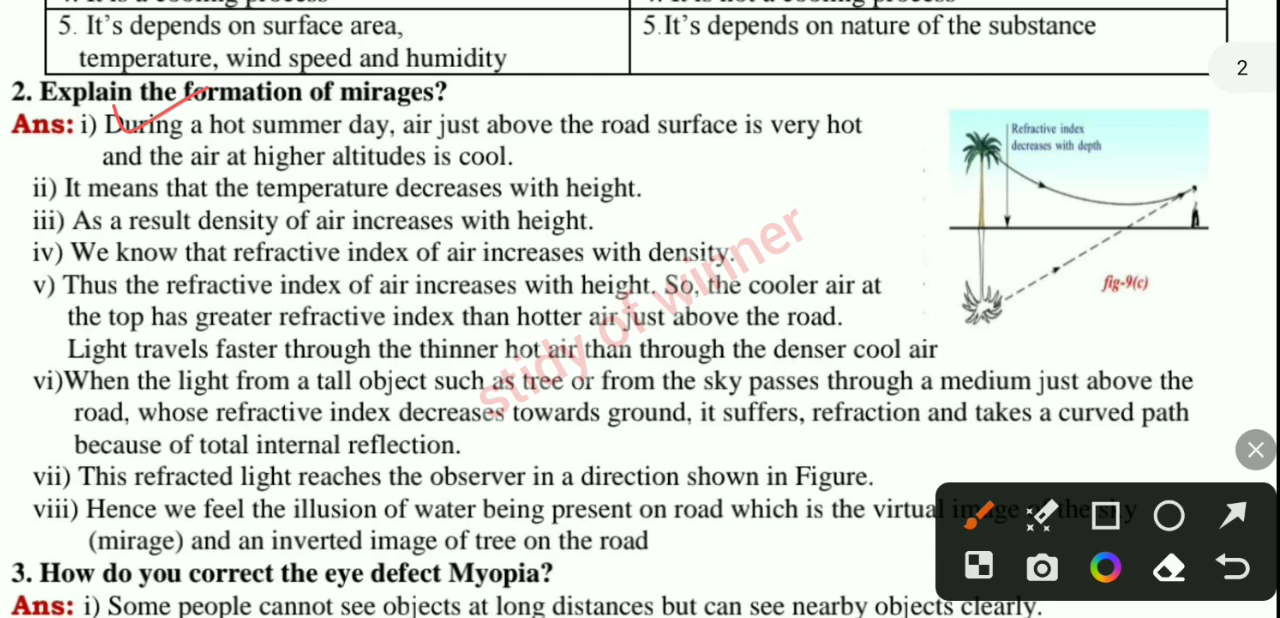 5. It's depends on surface area,
temperature, wind speed and humidity
5.It's depends on nature of the substance
2
2. Explain the formation of mirages?
Ans: i) During a hot summer day, air just above the road surface is very hot
and the air at higher altitudes is cool.
ii) It means that the temperature decreases with height.
iii) As a result density of air increases with height.
iv) We know that refractive index of air increases with density.
v) Thus the refractive index of air increases with height. So, the cooler air at
the top has greater refractive index than hotter air just above the road.
Light travels faster through the thinner hot air than through the denser cool air
Refractive index
decreases with depth
fig-9(c)
stidy of winner
vi)When the light from a tall object such as tree or from the sky passes through a medium just above the
road, whose refractive index decreases towards ground, it suffers, refraction and takes a curved path
because of total internal reflection.
vii) This refracted light reaches the observer in a direction shown in Figure.
viii) Hence we feel the illusion of water being present on road which is the virtual image of the sky
(mirage) and an inverted image of tree on the road
3. How do you correct the eye defect Myopia?
Ans: i) Some people cannot see objects at long distances but can see nearby objects clearly.